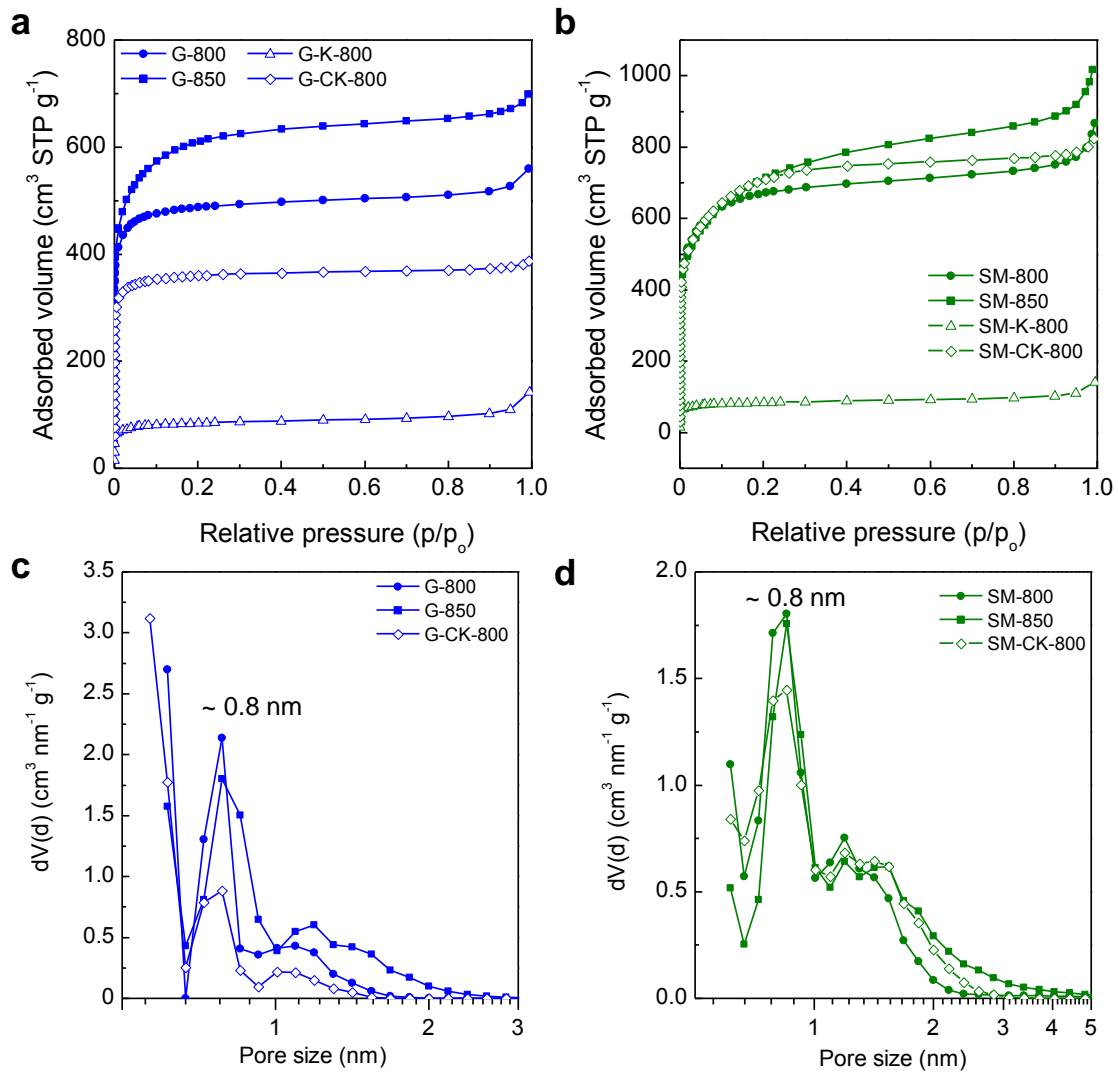 a
800
600
400
200
0
G-800
G-850
G-K-800
G-CK-800
Adsorbed volume (cm³ STP g⁻¹)
0 0.2 0.4 0.6 0.8 1.0
Relative pressure (p/pₒ)
b
1000
800
600
400
200
0
SM-800
SM-850
SM-K-800
SM-CK-800
Adsorbed volume (cm³ STP g⁻¹)
0 0.2 0.4 0.6 0.8 1.0
Relative pressure (p/pₒ)
c
3.5
3.0
2.5
2.0
1.5
1.0
0.5
0
G-800
G-850
G-CK-800
~ 0.8 nm
dV(d) (cm³ nm⁻¹ g⁻¹)
1 2 3
Pore size (nm)
d
2.0
1.5
1.0
0.5
0.0
~ 0.8 nm
SM-800
SM-850
SM-CK-800
dV(d) (cm³ nm⁻¹ g⁻¹)
1 2 3 4 5
Pore size (nm)